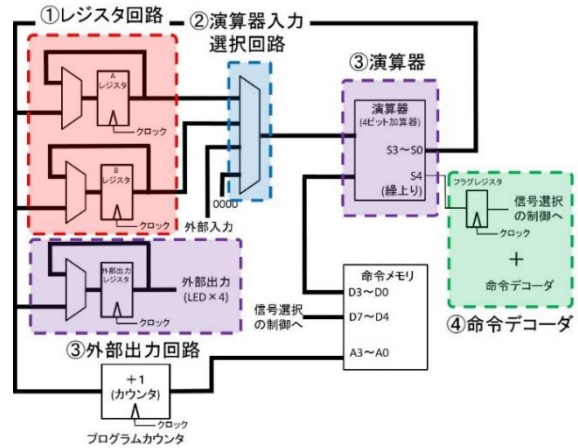 ①レジスタ回路
②演算器入力
選択回路
③演算器
A
レジスタ
クロック
B
レジスタ
クロック
0000
外部入力
演算器
(4ビット加算器)
S3〜S0
S4
(繰上り)
フラグレジスタ
クロック
信号選択
の制御へ
+
命令デコーダ
④命令デコーダ
外部出力
レジスタ
クロック
外部出力
(LED×4)
③外部出力回路
命令メモリ
D3〜D0
D7〜D4
A3〜A0
信号選択
の制御へ
+1
(カウンタ)
クロック
プログラムカウンタ